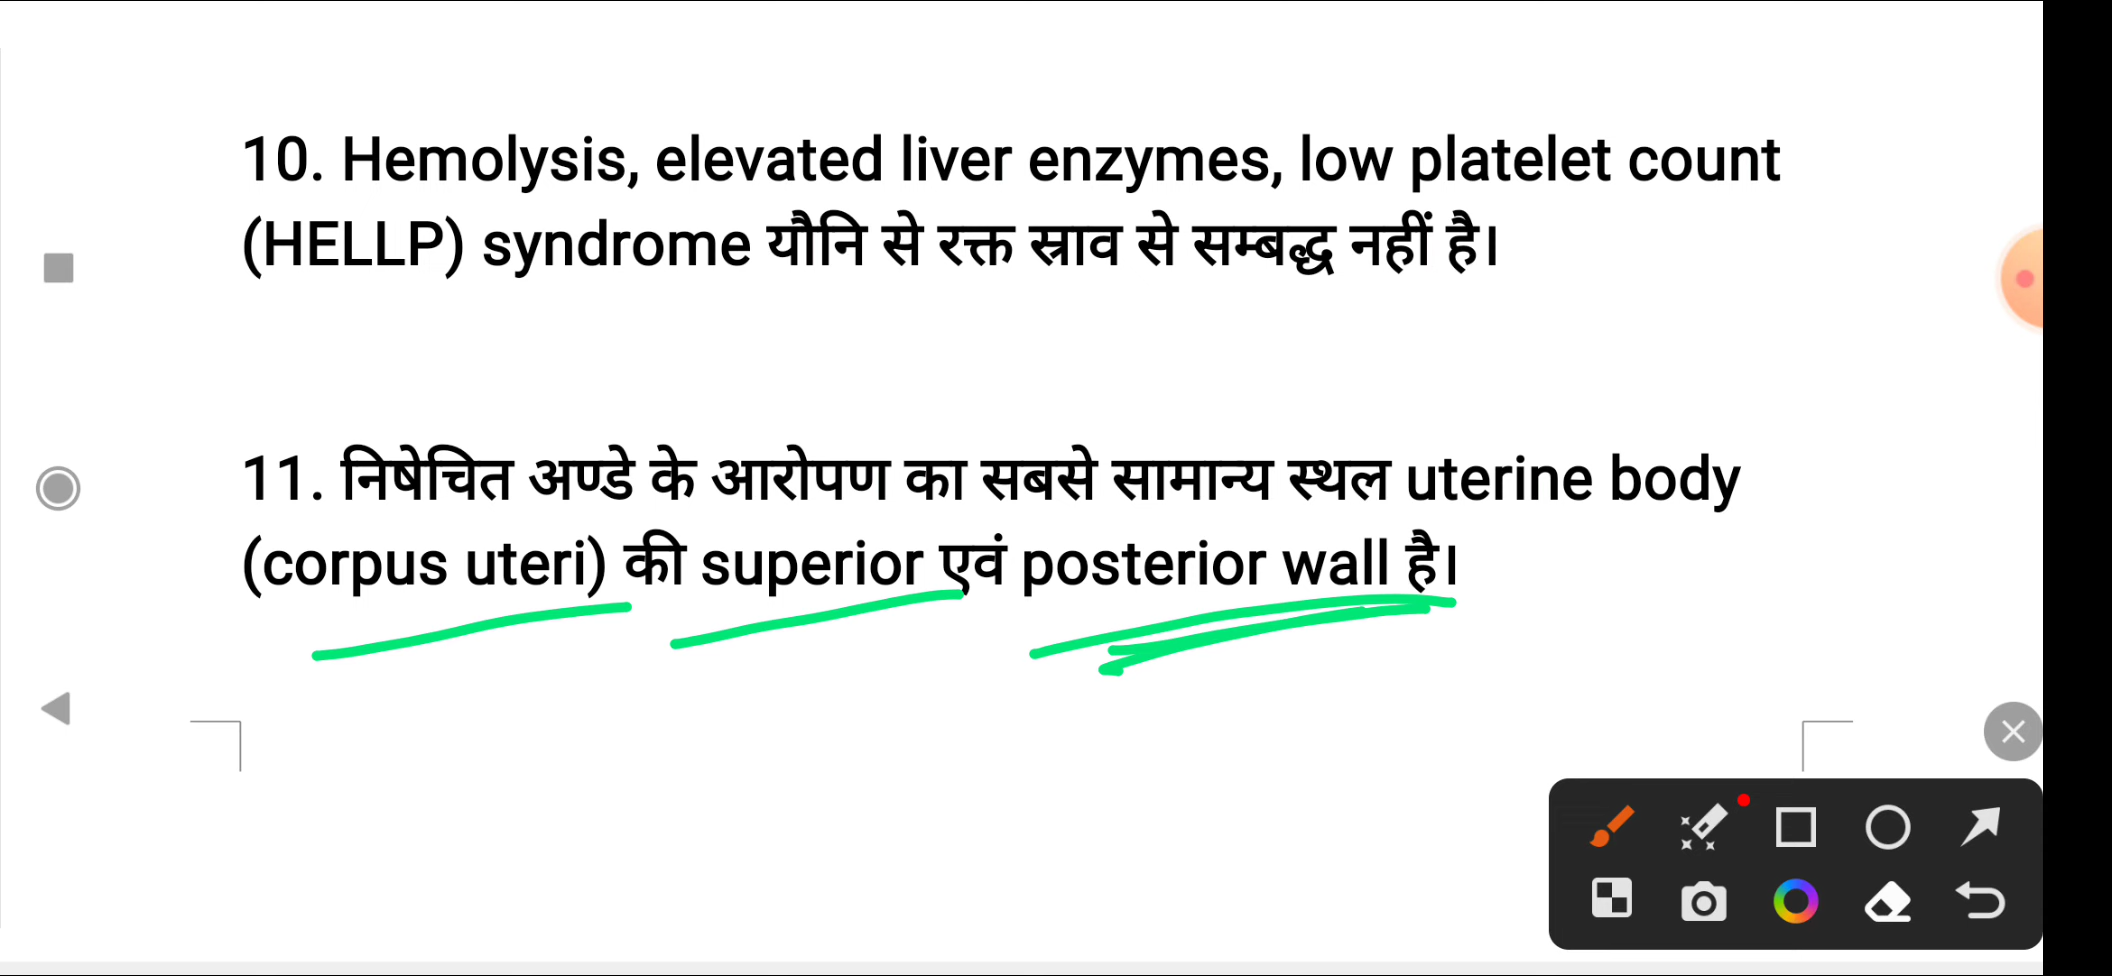 10. Hemolysis, elevated liver enzymes, low platelet count
(HELLP) syndrome यौनि से रक्त स्राव से सम्बद्ध नहीं है।
11. निषेचित अण्डे के आरोपण का सबसे सामान्य स्थल uterine body
(corpus uteri) की superior एवं posterior wall है।